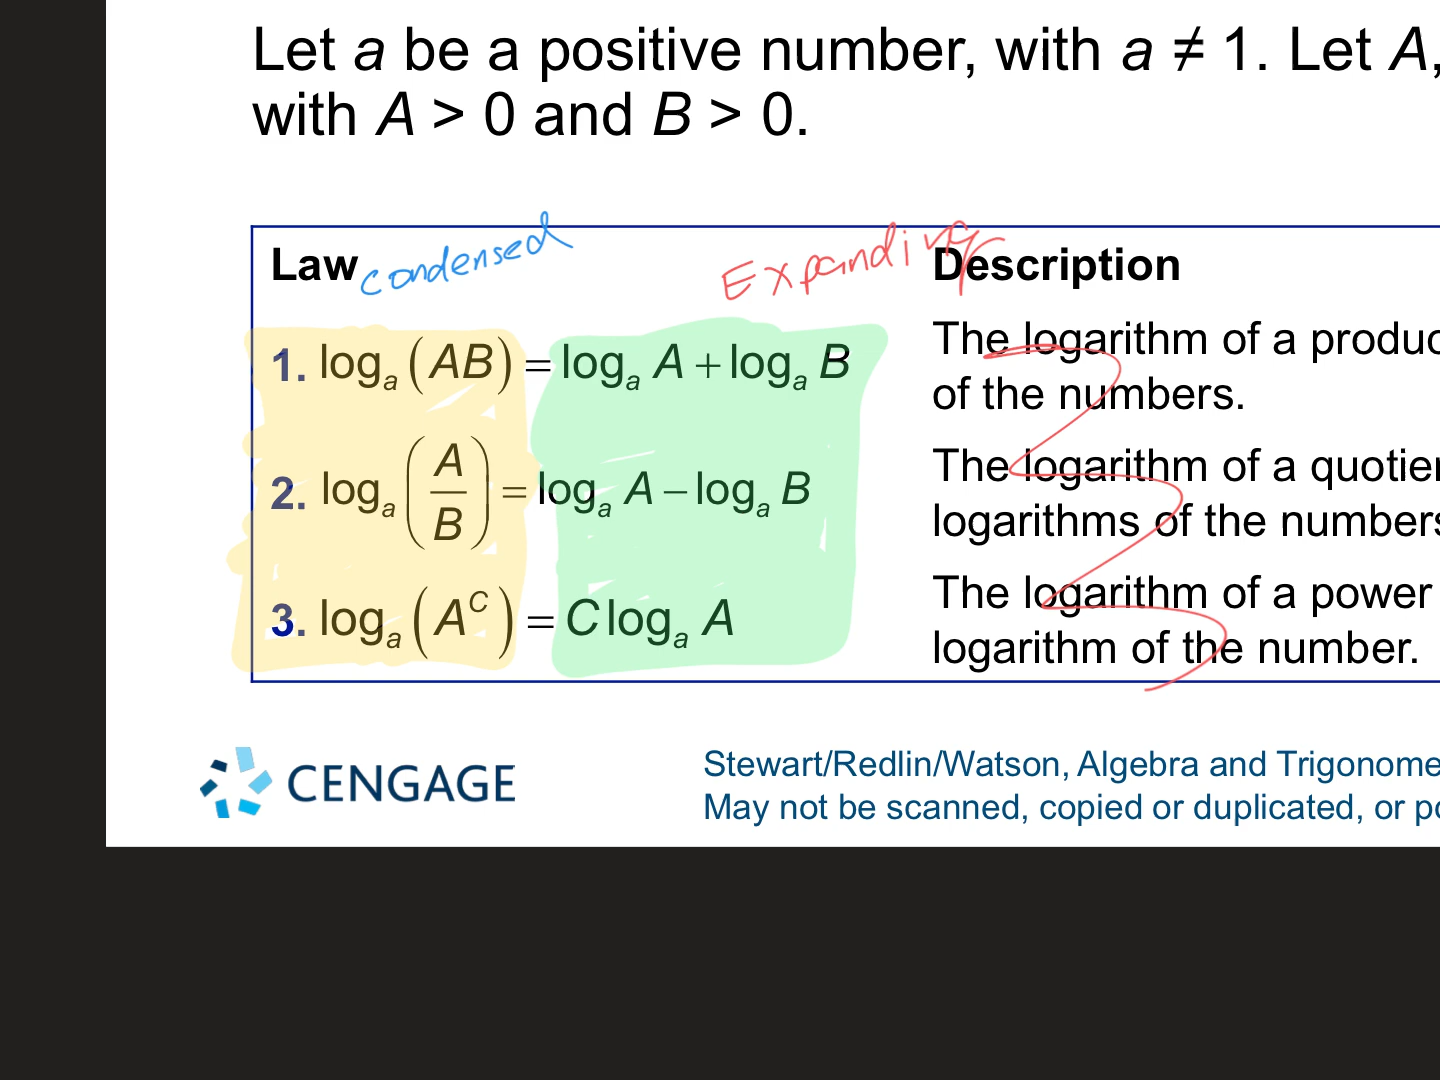 Let a be a positive number, with a ≠ 1. Let A,
with A > 0 and B > 0.
Law condensed Expanding Description
1. logₐ (AB) = logₐ A + logₐ B
The logarithm of a produc
of the numbers.
2. logₐ (A/B) = logₐ A − logₐ B
The logarithm of a quotien
logarithms of the numbers
3. logₐ (A^C) = C logₐ A
The logarithm of a power
logarithm of the number.
CENGAGE
Stewart/Redlin/Watson, Algebra and Trigonome
May not be scanned, copied or duplicated, or po